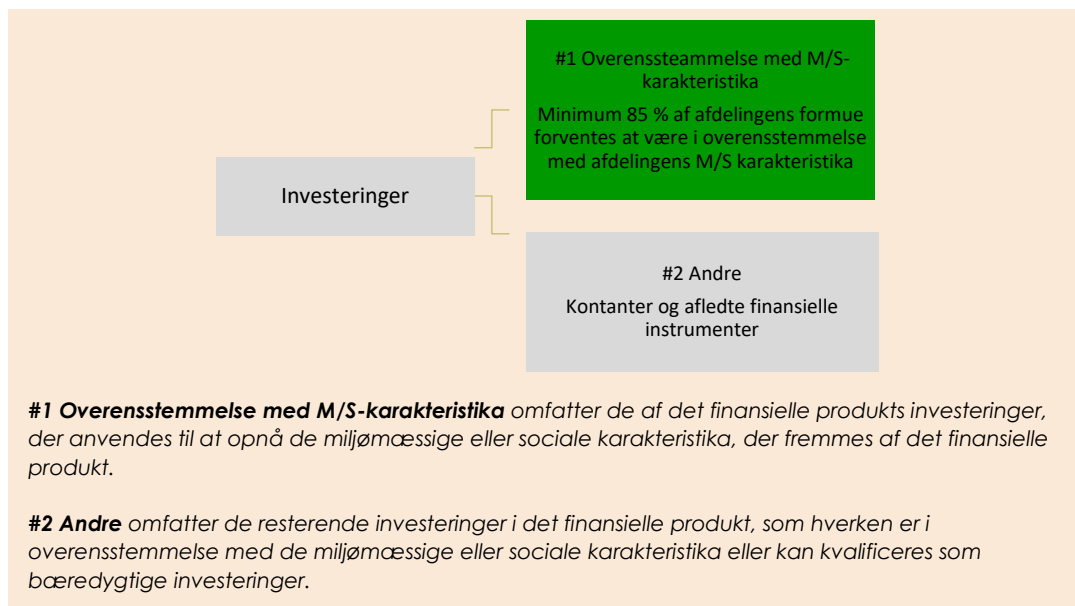 #1 Overenssteammelse med M/S-
karakteristika
Minimum 85 % af afdelingens formue
forventes at være i overensstemmelse
med afdelingens M/S karakteristika
Investeringer
#2 Andre
Kontanter og afledte finansielle
instrumenter
#1 Overensstemmelse med M/S-karakteristika omfatter de af det finansielle produkts investeringer,
der anvendes til at opnå de miljømæssige eller sociale karakteristika, der fremmes af det finansielle
produkt.
#2 Andre omfatter de resterende investeringer i det finansielle produkt, som hverken er i
overensstemmelse med de miljømæssige eller sociale karakteristika eller kan kvalificeres som
bæredygtige investeringer.